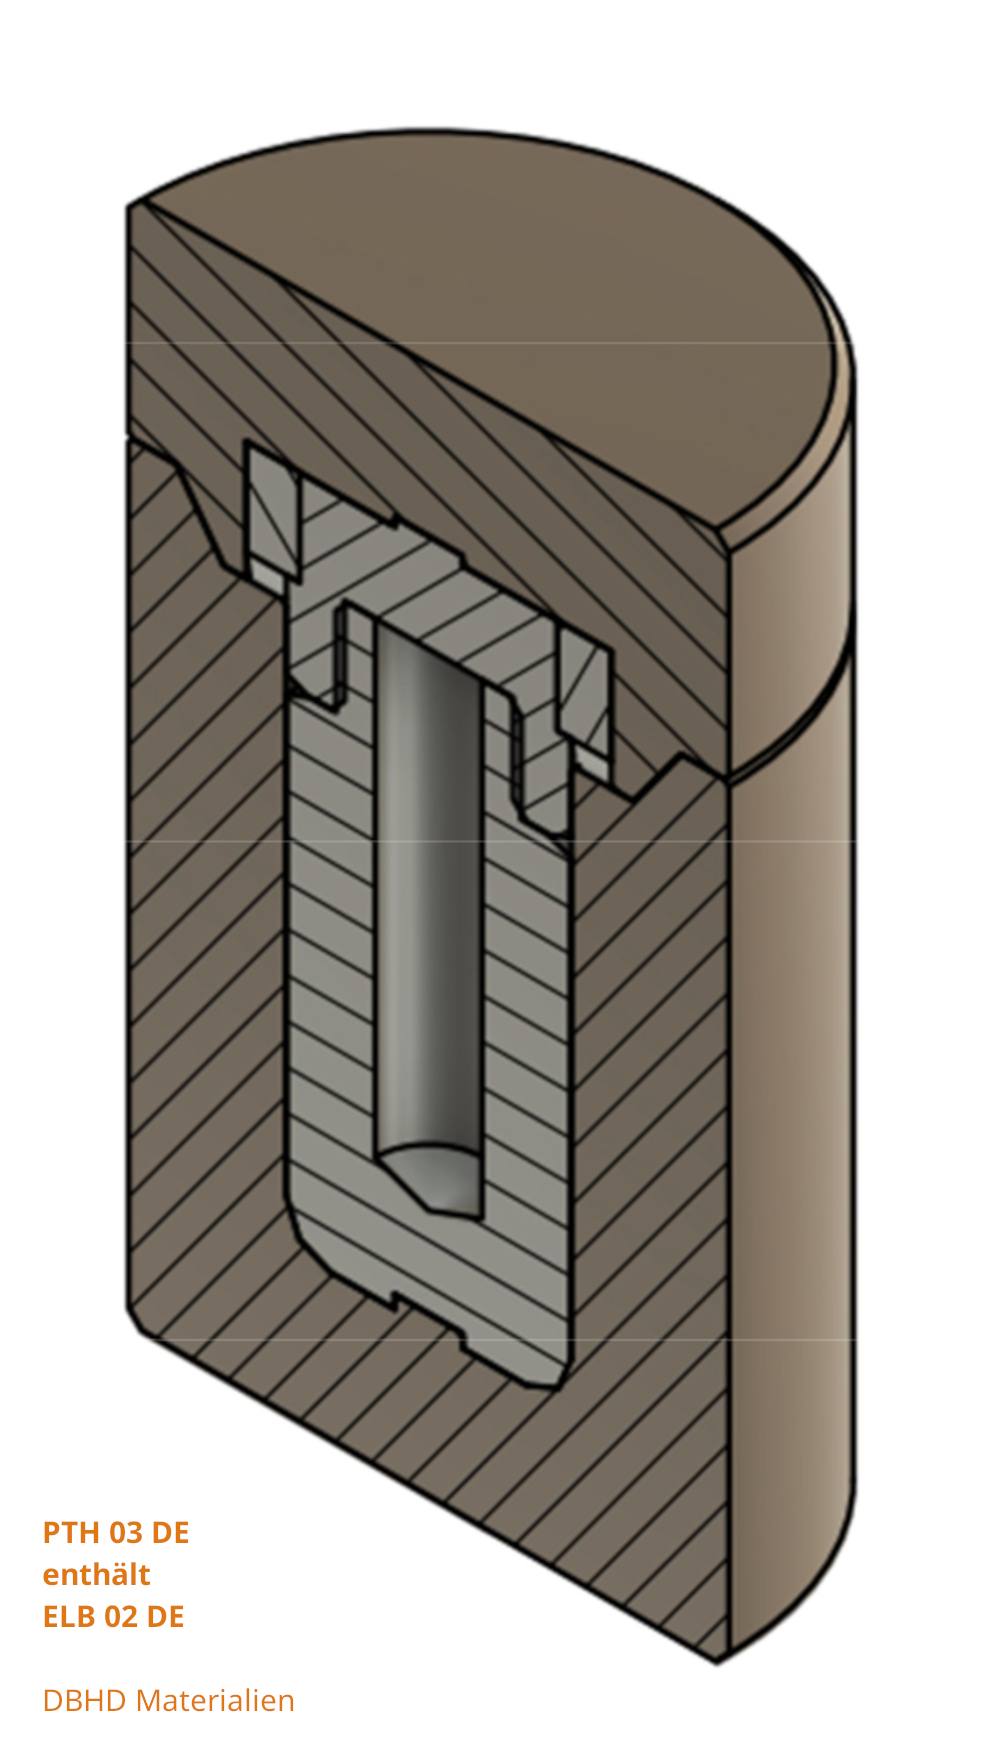 PTH 03 DE
enthält
ELB 02 DE
DBHD Materialien